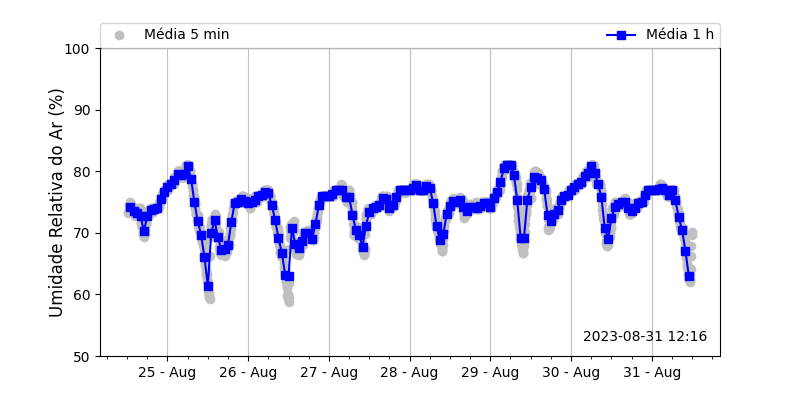 Média 5 min
Média 1 h
Umidade Relativa do Ar (%)
100
90
80
70
60
50
2023-08-31 12:16
25 - Aug
26 - Aug
27 - Aug
28 - Aug
29 - Aug
30 - Aug
31 - Aug